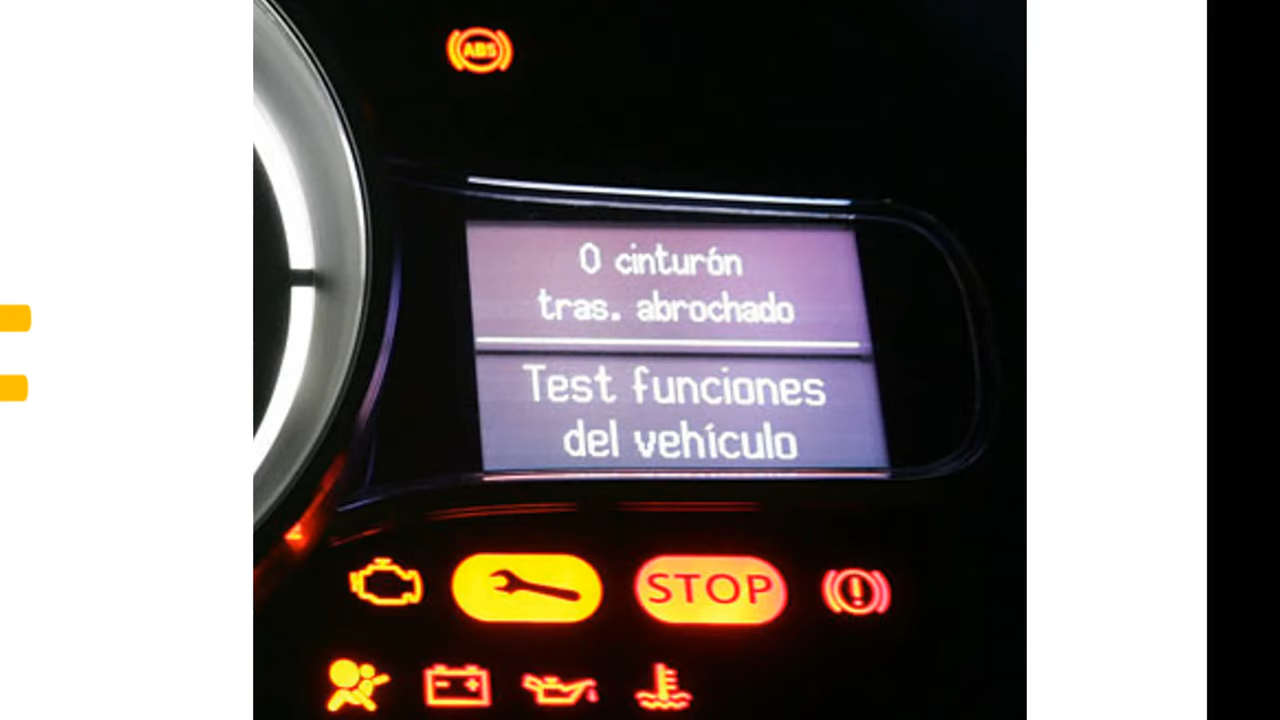 ABS
0 cinturón
tras. abrochado
Test funciones
del vehículo
STOP